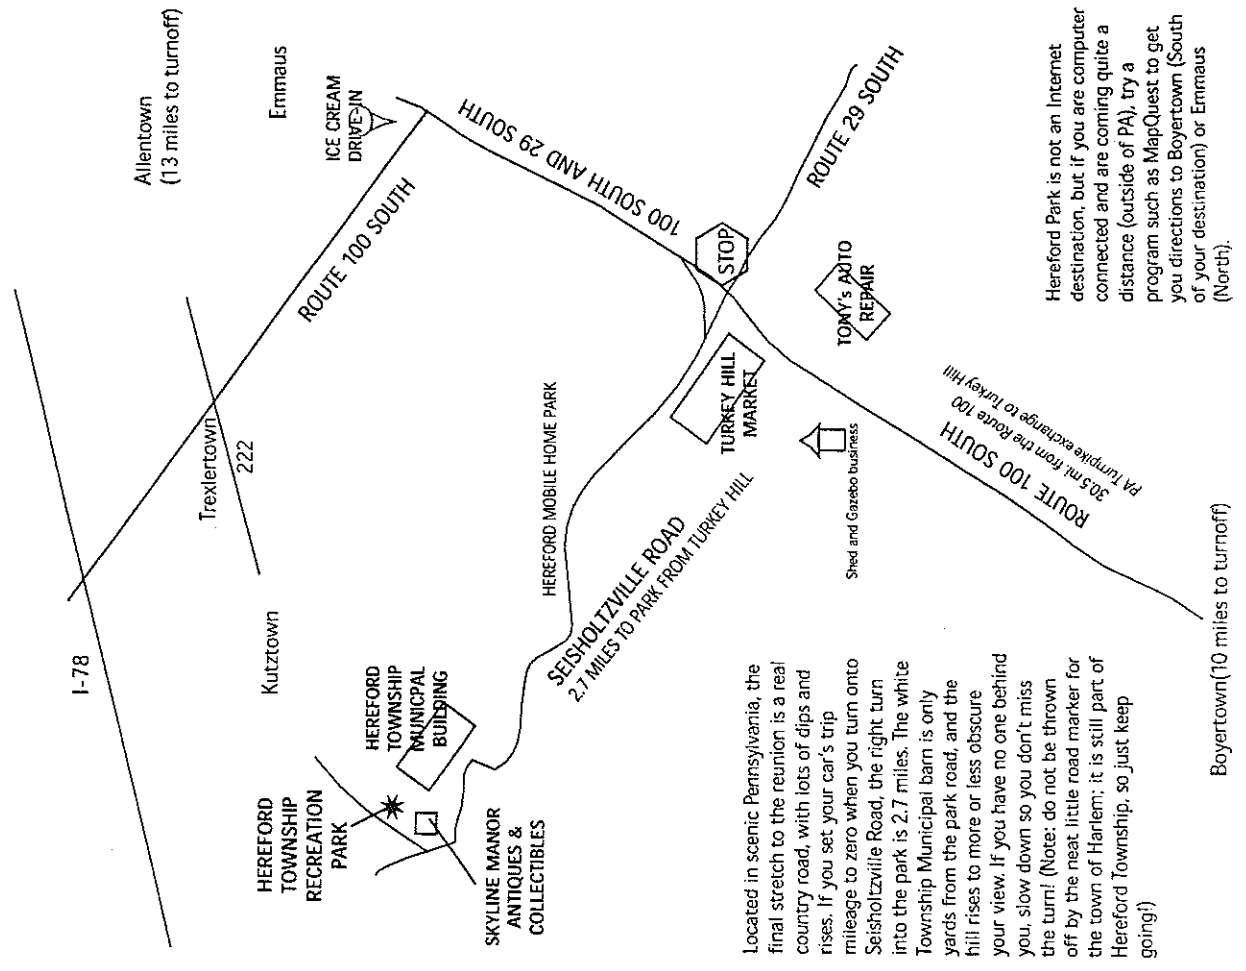 I-78
Allentown
(13 miles to turnoff)
Emmaus
Trexlertown
222
Kutztown
ICE CREAM
DRIVE-IN
ROUTE 100 SOUTH
100 SOUTH AND 29 SOUTH
HEREFORD
TOWNSHIP
RECREATION
PARK
HEREFORD
TOWNSHIP
MUNICPAL
BUILDING
SKYLINE MANOR
ANTIQUES &
COLLECTIBLES
HEREFORD MOBILE HOME PARK
SEISHOLTZVILLE ROAD
2.7 MILES TO PARK FROM TURKEY HILL
STOP
ROUTE 29 SOUTH
TURKEY HILL
MARKET
TONY's AUTO
REPAIR
Shed and Gazebo business
ROUTE 100 SOUTH
30.5 mi. from the Route 100
PA Turnpike exchange to Turkey Hill
Located in scenic Pennsylvania, the
final stretch to the reunion is a real
country road, with lots of dips and
rises. If you set your car's trip
mileage to zero when you turn onto
Seisholtzville Road, the right turn
into the park is 2.7 miles. The white
Township Municipal barn is only
yards from the park road, and the
hill rises to more or less obscure
your view. If you have no one behind
you, slow down so you don't miss
the turn! (Note: do not be thrown
off by the neat little road marker for
the town of Harlem; it is still part of
Hereford Township, so just keep
going!)
Boyertown(10 miles to turnoff)
Hereford Park is not an Internet
destination, but if you are computer
connected and are coming quite a
distance (outside of PA), try a
program such as MapQuest to get
you directions to Boyertown (South
of your destination) or Emmaus
(North).